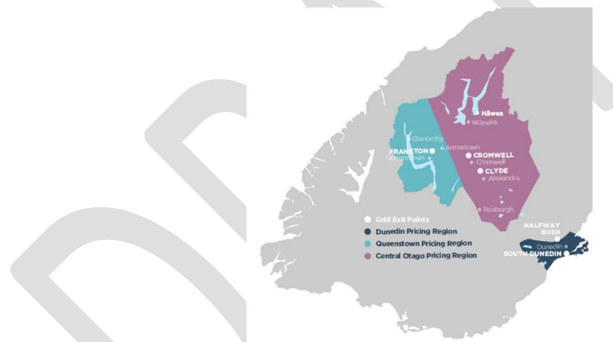 Hāwea
Wānaka
Glenorchy
Arrowtown
FRANKTON
Queenstown
CROMWELL
Cromwell
CLYDE
Alexandra
Roxburgh
Grid Exit Points
Dunedin Pricing Region
Queenstown Pricing Region
Central Otago Pricing Region
HALFWAY
BUSH
Dunedin
SOUTH DUNEDIN